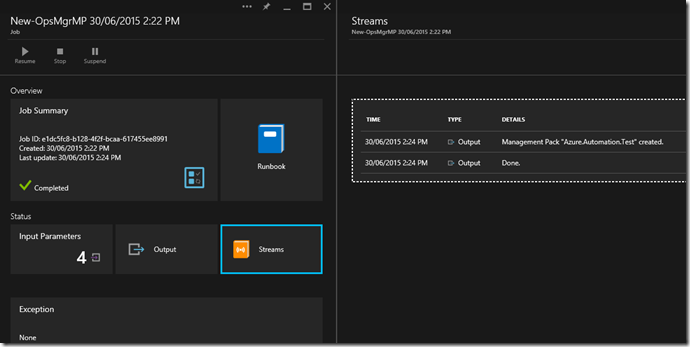 New-OpsMgrMP 30/06/2015 2:22 PM
Job
Resume
Stop
Suspend
Overview
Job Summary
Job ID: e1dc5fc8-b128-4f2f-bcaa-617455ee8991
Created: 30/06/2015 2:22 PM
Last update: 30/06/2015 2:24 PM
Completed
Runbook
Status
Input Parameters
4
Output
Streams
Exception
None
Streams
New-OpsMgrMP 30/06/2015 2:22 PM
TIME TYPE DETAILS
30/06/2015 2:24 PM Output Management Pack "Azure.Automation.Test" created.
30/06/2015 2:24 PM Output Done.